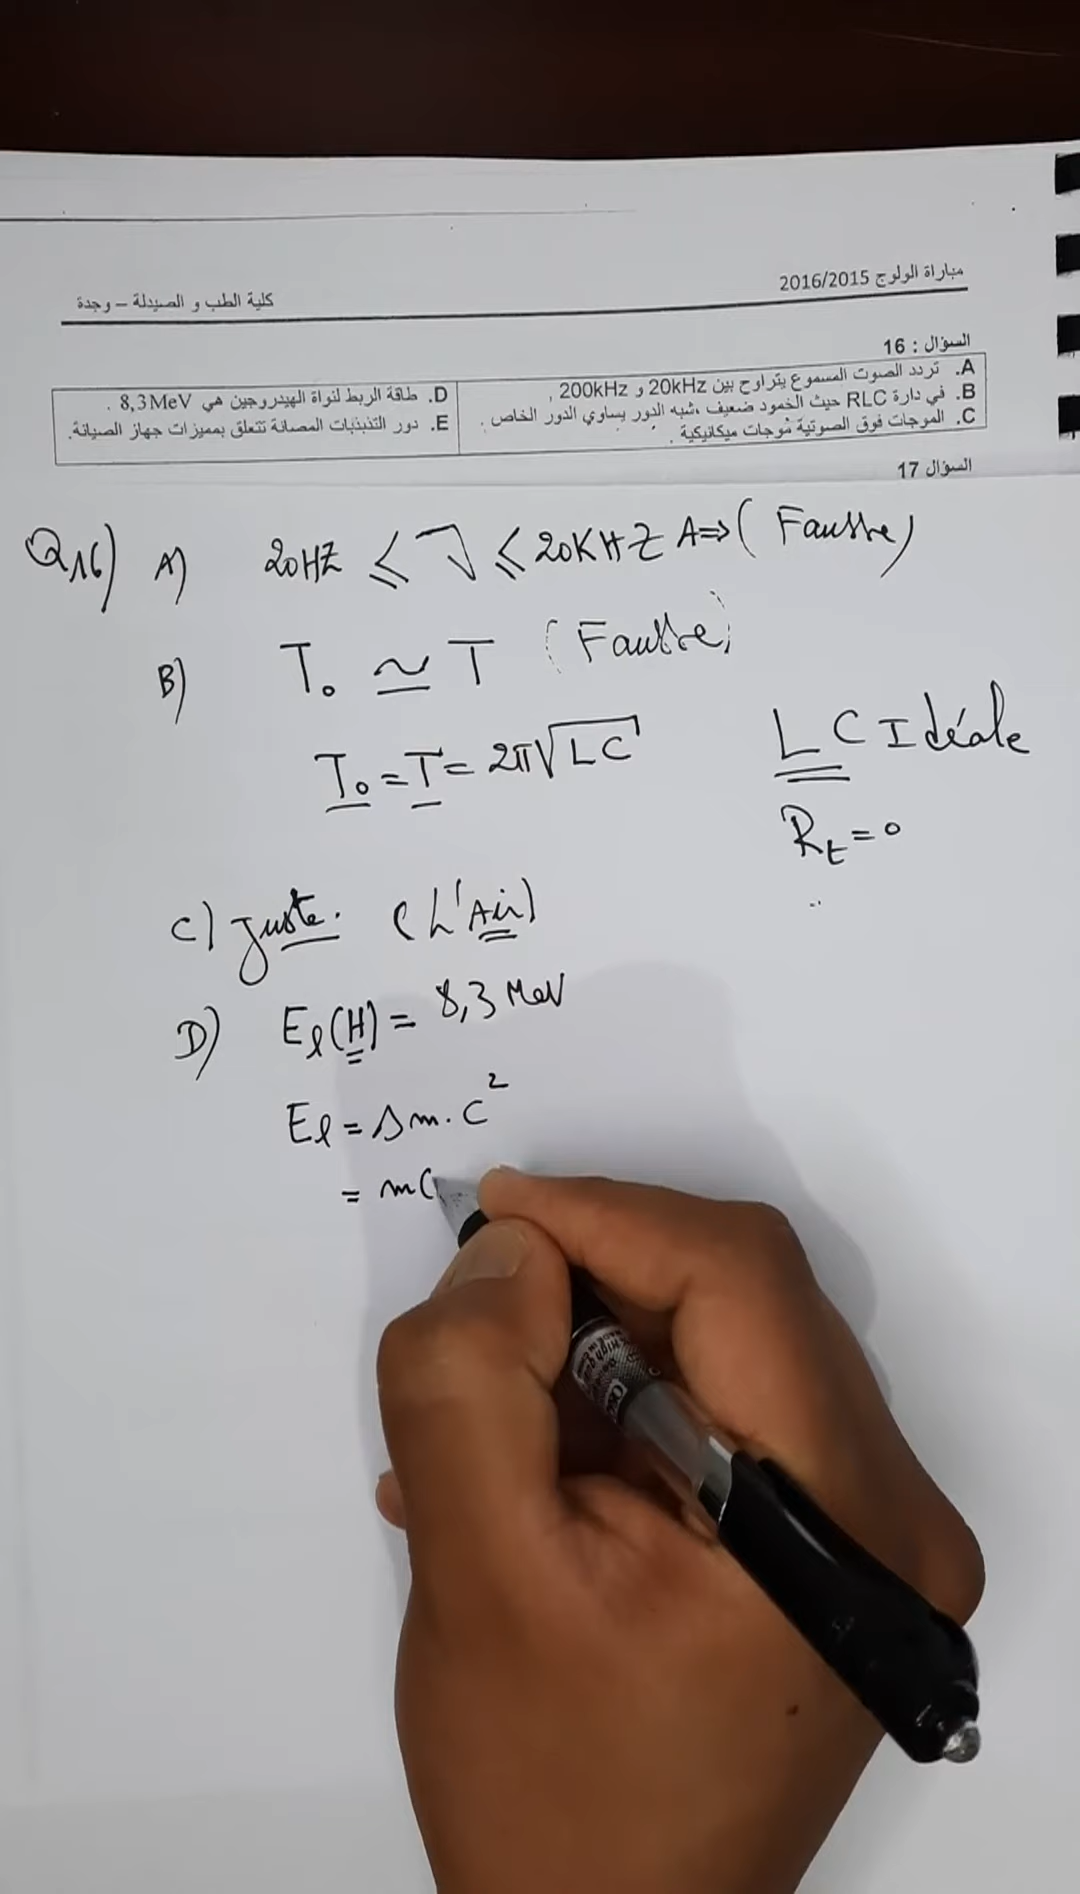 مباراة الولوج 2016/2015
كلية الطب و الصيدلة – وجدة
السؤال : 16
A. تردد الصوت المسموع يتراوح بين 20kHz و 200kHz .
B. في دارة RLC حيث الخمود ضعيف ،شبه الدور يساوي الدور الخاص .
C. الموجات فوق الصوتية موجات ميكانيكية .
D. طاقة الربط لنواة الهيدروجين هي 8,3MeV .
E. دور التذبذبات المصانة تتعلق بمميزات جهاز الصيانة.
السؤال 17
Q16) A) 20HZ ≤ ≤ 20KHZ A⇒ (Fausse)
B) T₀ ≃ T (Fausse)
T₀ = T = 2π√LC
LC Idéale
Rt = 0
C) Juste. (L'Air)
D) El(H) = 8,3 MeV
El = Δm.c²
= m(